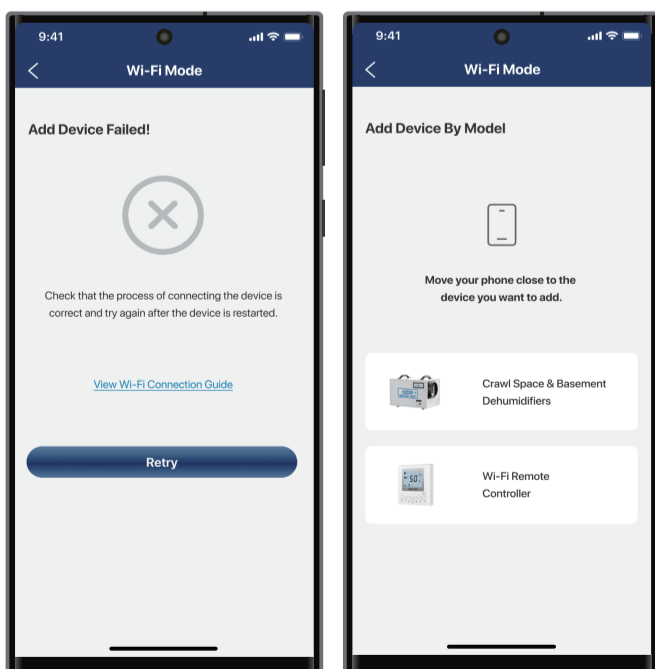 9:41
Wi-Fi Mode
Add Device Failed!
Check that the process of connecting the device is
correct and try again after the device is restarted.
View Wi-Fi Connection Guide
Retry
9:41
Wi-Fi Mode
Add Device By Model
Move your phone close to the
device you want to add.
Crawl Space & Basement
Dehumidifiers
Wi-Fi Remote
Controller